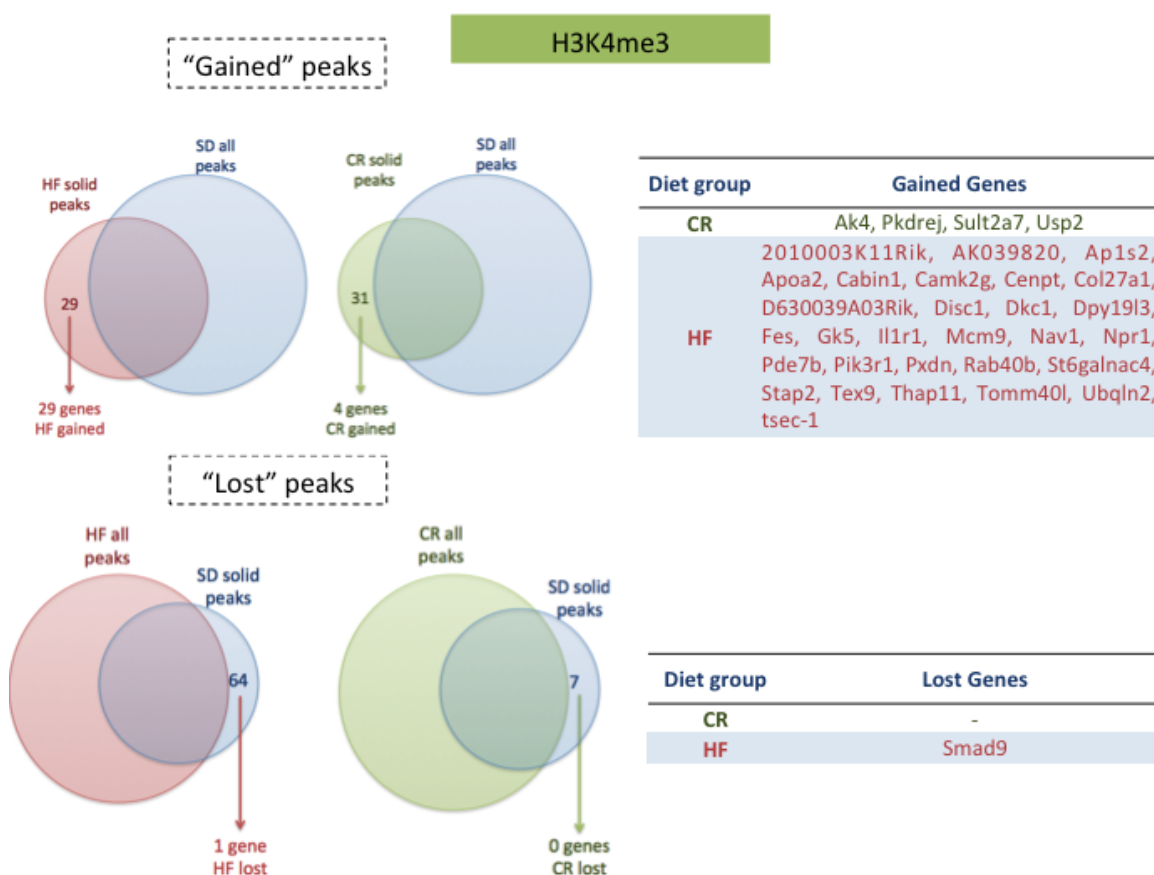 H3K4me3
“Gained” peaks
SD all
peaks
HF solid
peaks
29
29 genes
HF gained
SD all
peaks
CR solid
peaks
31
4 genes
CR gained
Diet group Gained Genes
CR Ak4, Pkdrej, Sult2a7, Usp2
HF
2010003K11Rik, AK039820, Ap1s2,
Apoa2, Cabin1, Camk2g, Cenpt, Col27a1,
D630039A03Rik, Disc1, Dkc1, Dpy19l3,
Fes, Gk5, Il1r1, Mcm9, Nav1, Npr1,
Pde7b, Pik3r1, Pxdn, Rab40b, St6galnac4,
Stap2, Tex9, Thap11, Tomm40l, Ubqln2,
tsec-1
“Lost” peaks
HF all
peaks
SD solid
peaks
64
1 gene
HF lost
CR all
peaks
SD solid
peaks
7
0 genes
CR lost
Diet group Lost Genes
CR -
HF Smad9